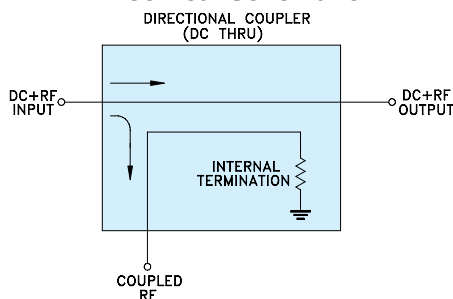 DIRECTIONAL COUPLER
(DC THRU)
DC+RF
INPUT
DC+RF
OUTPUT
INTERNAL
TERMINATION
COUPLED
RF